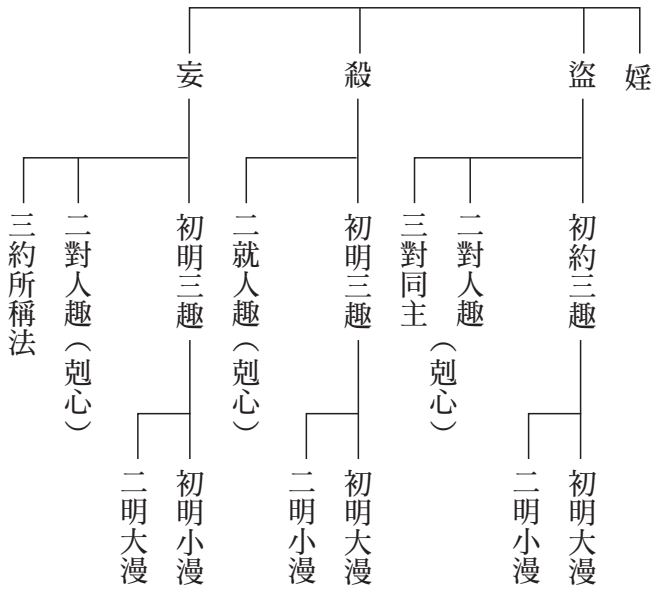 婬
盜
初約三趣
初明大漫
二明小漫
二對人趣(剋心)
三對同主
殺
初明三趣
初明大漫
二明小漫
二就人趣(剋心)
妄
初明三趣
初明小漫
二明大漫
二對人趣(剋心)
三約所稱法